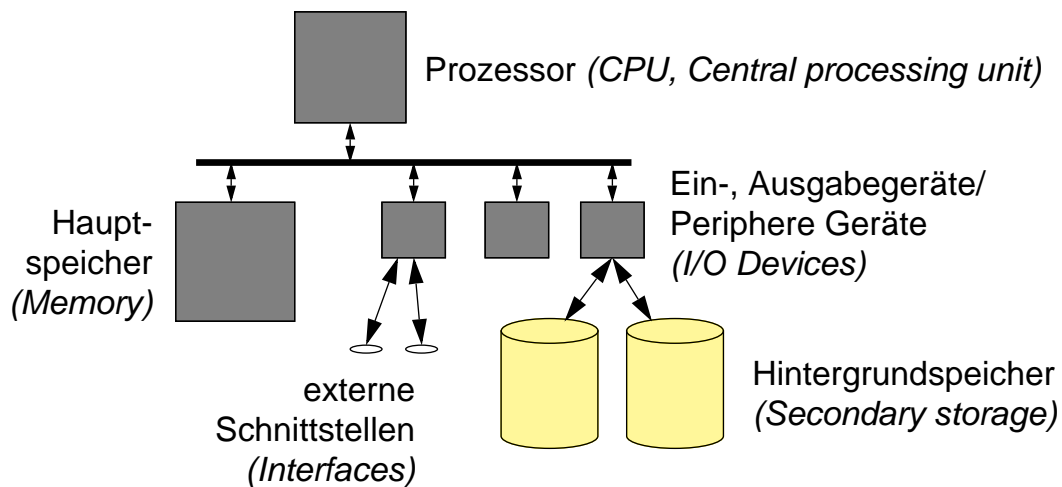 Prozessor (CPU, Central processing unit)
Ein-, Ausgabegeräte/
Periphere Geräte
(I/O Devices)
Haupt-
speicher
(Memory)
externe
Schnittstellen
(Interfaces)
Hintergrundspeicher
(Secondary storage)